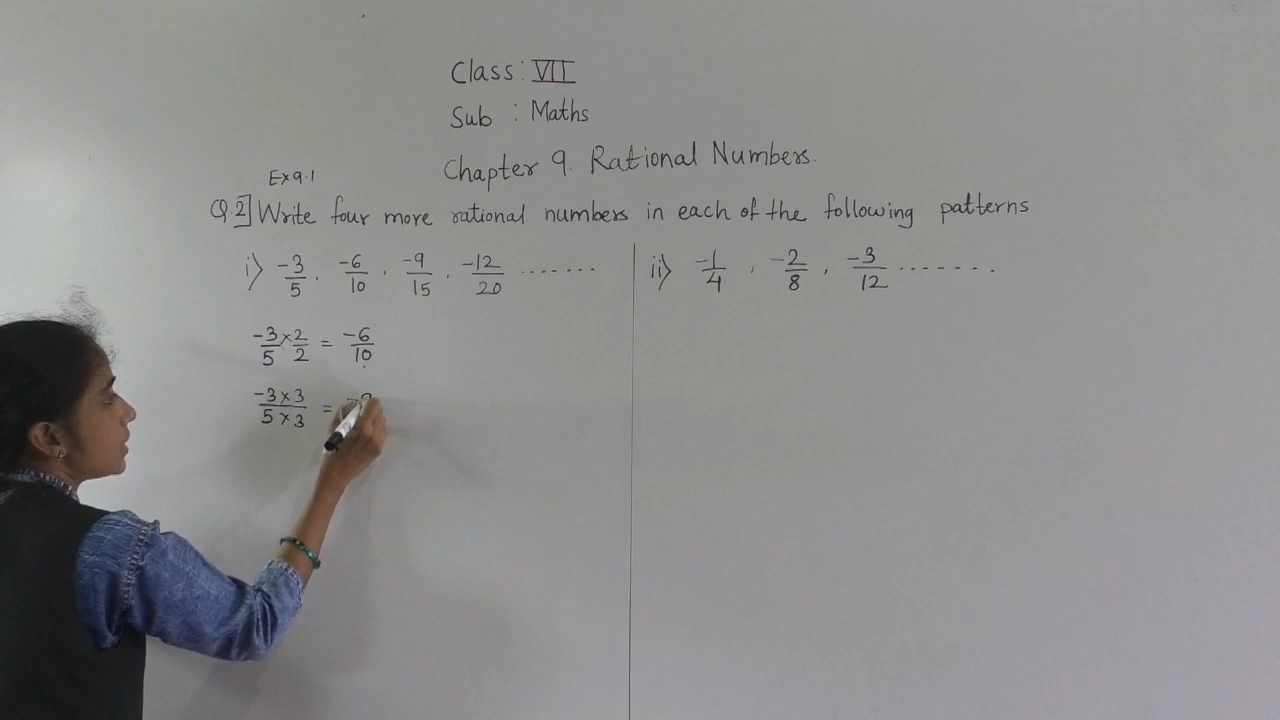 Class: VII
Sub : Maths
Chapter 9. Rational Numbers.
Ex 9.1
Q.2] Write four more rational numbers in each of the following patterns
i) -3/5, -6/10, -9/15, -12/20 .......
ii) -1/4, -2/8, -3/12 .......
-3/5 × 2/2 = -6/10
-3 × 3 / 5 × 3 =